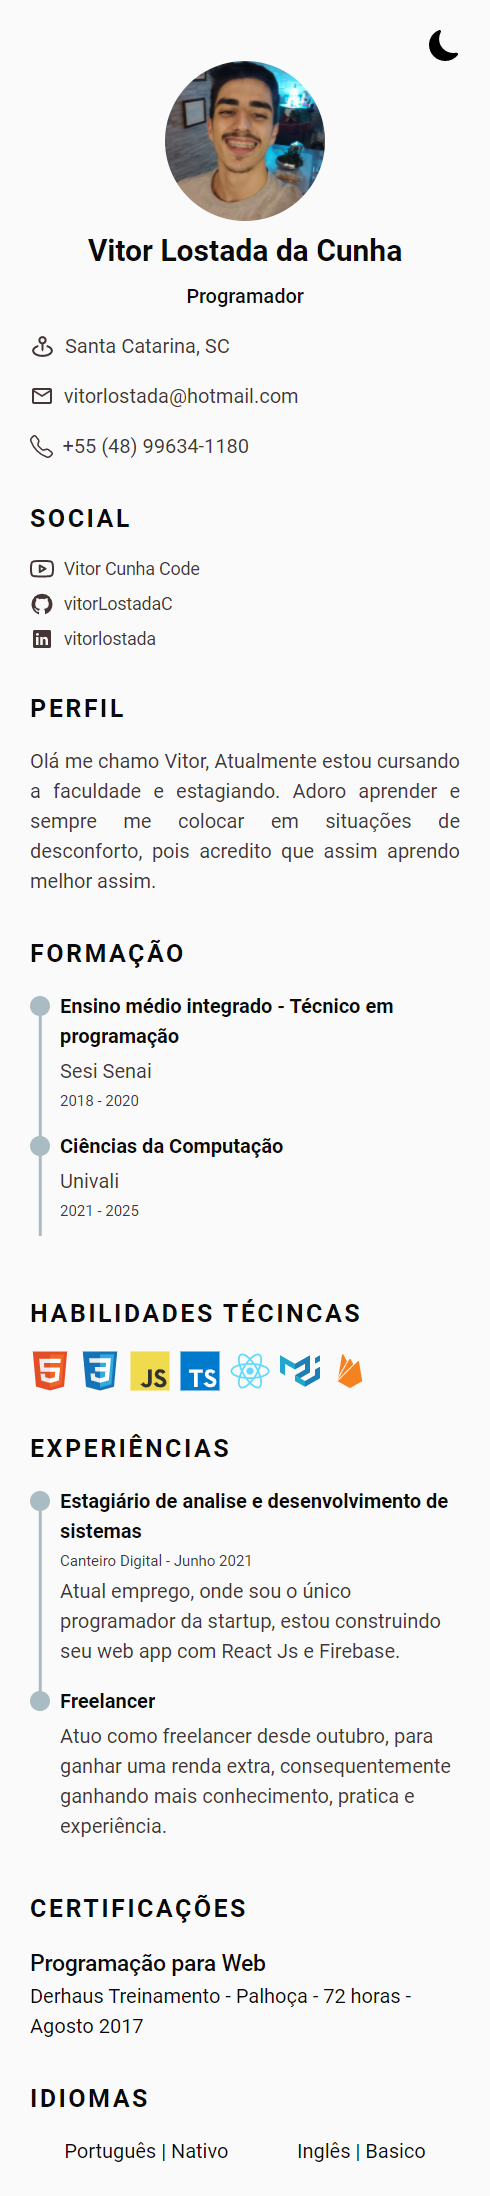 Vitor Lostada da Cunha
Programador
Santa Catarina, SC
vitorlostada@hotmail.com
+55 (48) 99634-1180
SOCIAL
Vitor Cunha Code
vitorLostadaC
vitorlostada
PERFIL
Olá me chamo Vitor, Atualmente estou cursando
a faculdade e estagiando. Adoro aprender e
sempre me colocar em situações de
desconforto, pois acredito que assim aprendo
melhor assim.
FORMAÇÃO
Ensino médio integrado - Técnico em
programação
Sesi Senai
2018 - 2020
Ciências da Computação
Univali
2021 - 2025
HABILIDADES TÉCINCAS
5 3 JS TS
EXPERIÊNCIAS
Estagiário de analise e desenvolvimento de
sistemas
Canteiro Digital - Junho 2021
Atual emprego, onde sou o único
programador da startup, estou construindo
seu web app com React Js e Firebase.
Freelancer
Atuo como freelancer desde outubro, para
ganhar uma renda extra, consequentemente
ganhando mais conhecimento, pratica e
experiência.
CERTIFICAÇÕES
Programação para Web
Derhaus Treinamento - Palhoça - 72 horas -
Agosto 2017
IDIOMAS
Português | Nativo Inglês | Basico